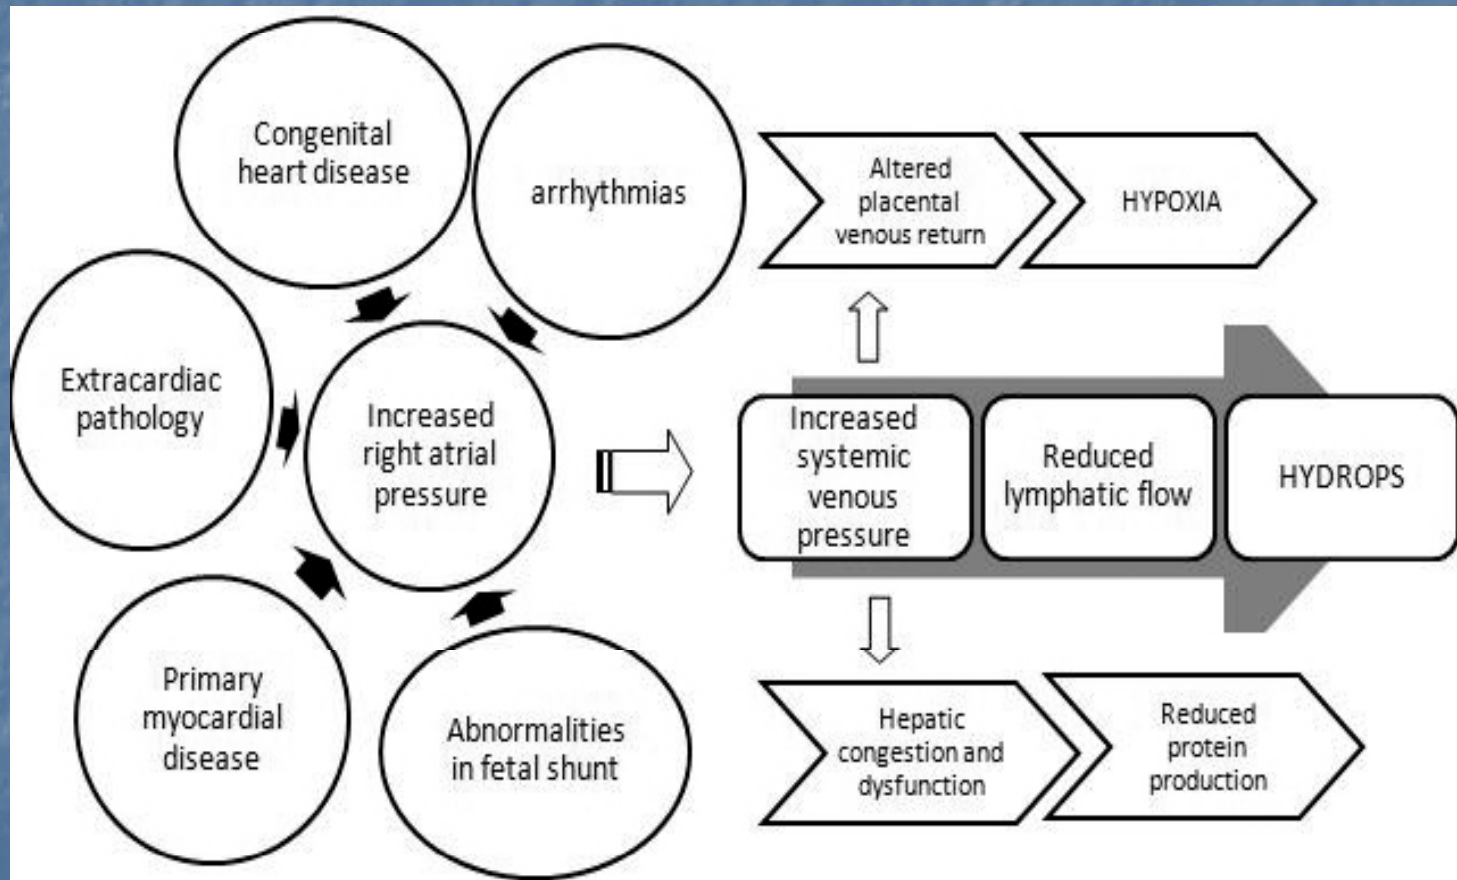 Congenital
heart disease
arrhythmias
Extracardiac
pathology
Increased
right atrial
pressure
Primary
myocardial
disease
Abnormalities
in fetal shunt
Altered
placental
venous return
HYPOXIA
Increased
systemic
venous
pressure
Reduced
lymphatic flow
HYDROPS
Hepatic
congestion and
dysfunction
Reduced
protein
production